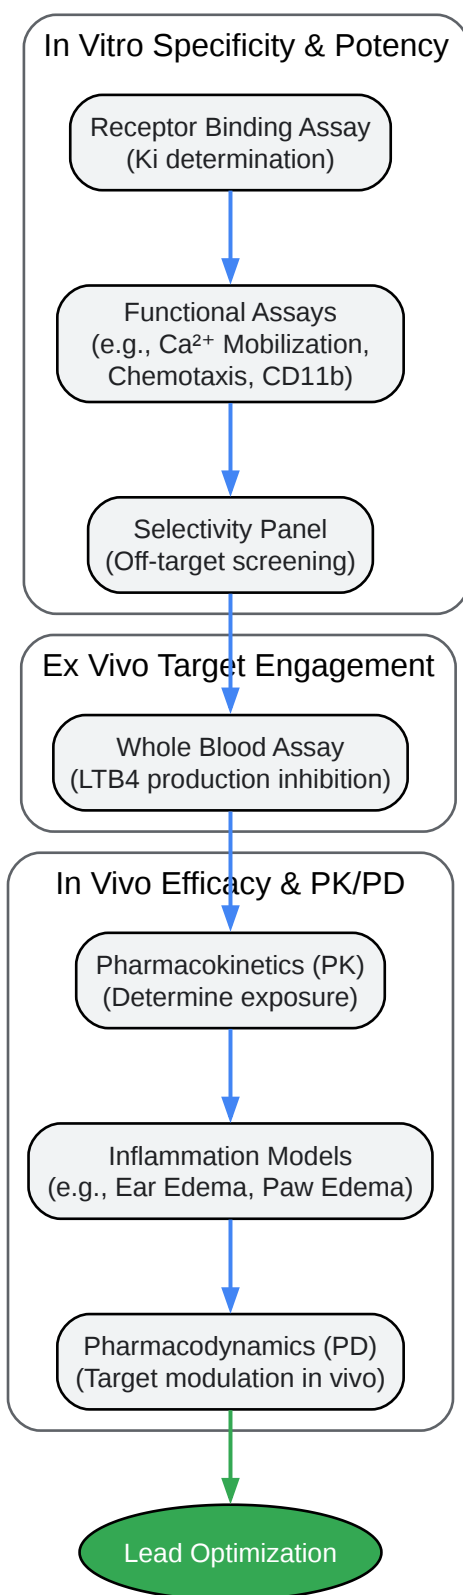 In Vitro Specificity & Potency
Receptor Binding Assay
(Ki determination)
Functional Assays
(e.g., Ca²⁺ Mobilization,
Chemotaxis, CD11b)
Selectivity Panel
(Off-target screening)
Ex Vivo Target Engagement
Whole Blood Assay
(LTB4 production inhibition)
In Vivo Efficacy & PK/PD
Pharmacokinetics (PK)
(Determine exposure)
Inflammation Models
(e.g., Ear Edema, Paw Edema)
Pharmacodynamics (PD)
(Target modulation in vivo)
Lead Optimization